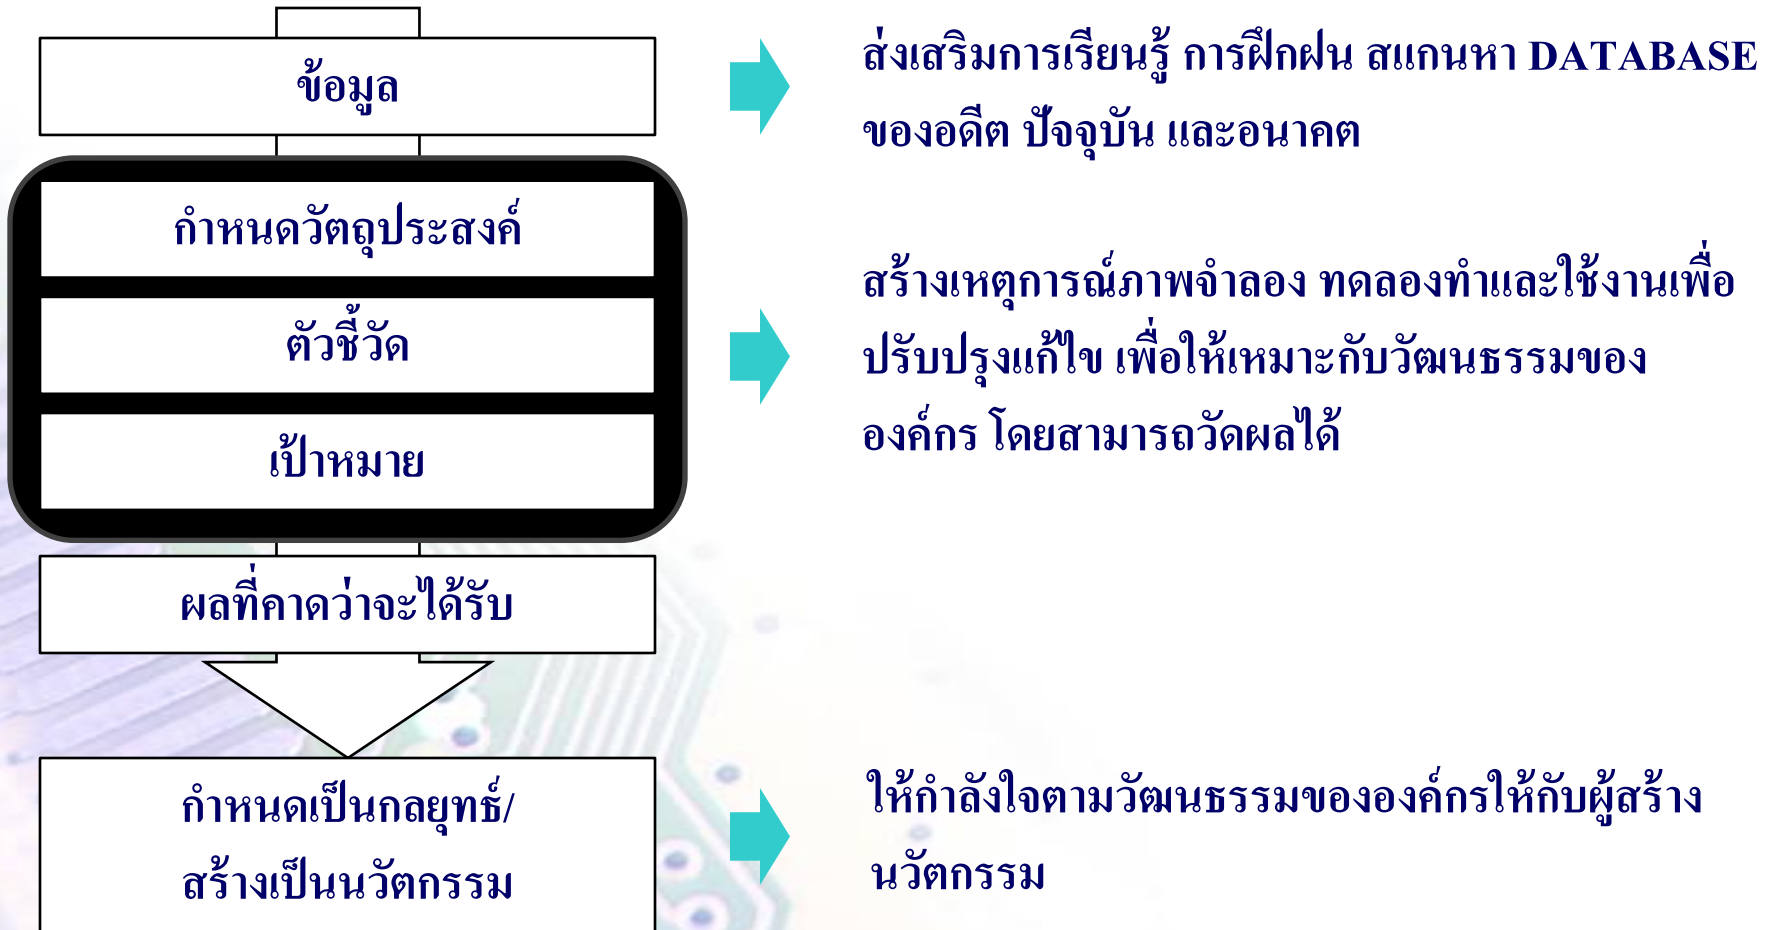 ข้อมูล
ส่งเสริมการเรียนรู้ การฝึกฝน สแกนหา DATABASE
ของอดีต ปัจจุบัน และอนาคต
กำหนดวัตถุประสงค์
ตัวชี้วัด
เป้าหมาย
สร้างเหตุการณ์ภาพจำลอง ทดลองทำและใช้งานเพื่อ
ปรับปรุงแก้ไข เพื่อให้เหมาะกับวัฒนธรรมของ
องค์กร โดยสามารถวัดผลได้
ผลที่คาดว่าจะได้รับ
กำหนดเป็นกลยุทธ์/
สร้างเป็นนวัตกรรม
ให้กำลังใจตามวัฒนธรรมขององค์กรให้กับผู้สร้าง
นวัตกรรม